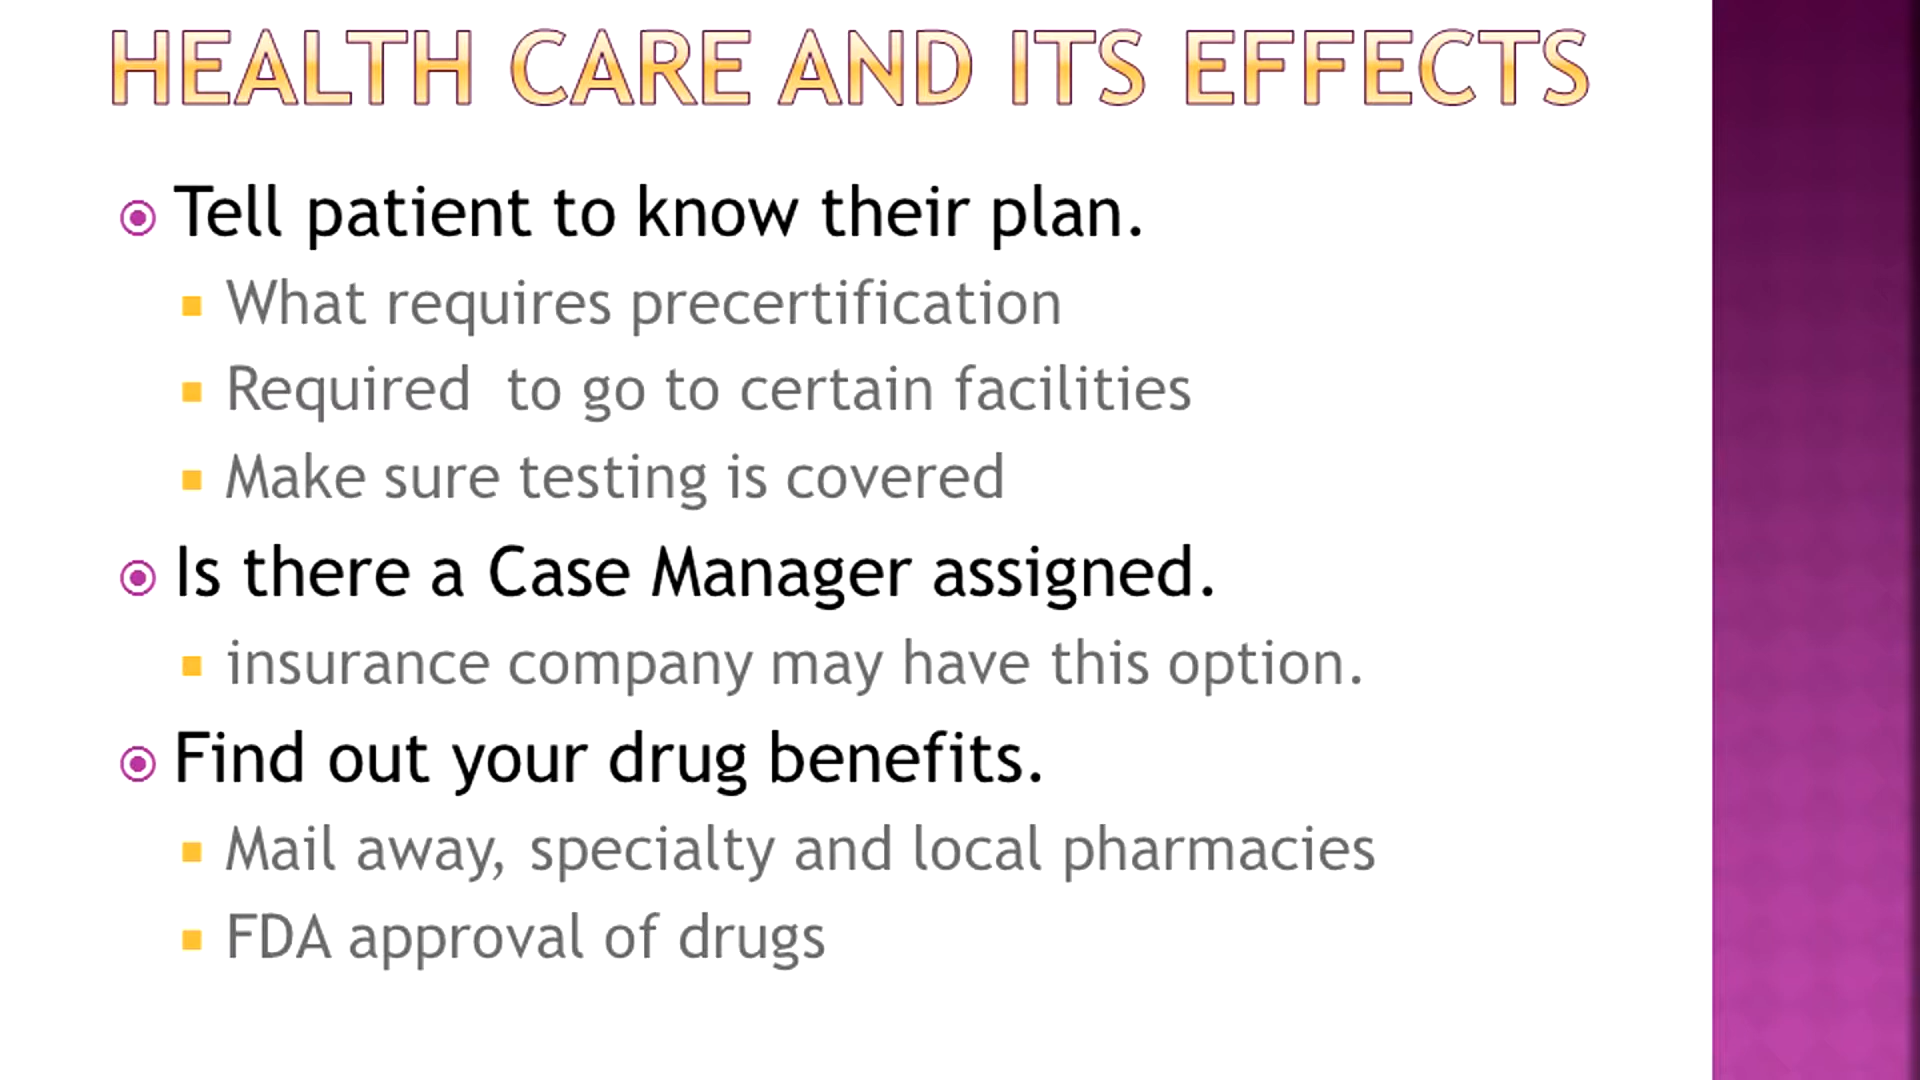 HEALTH CARE AND ITS EFFECTS
Tell patient to know their plan.
What requires precertification
Required  to go to certain facilities
Make sure testing is covered
Is there a Case Manager assigned.
insurance company may have this option.
Find out your drug benefits.
Mail away, specialty and local pharmacies
FDA approval of drugs